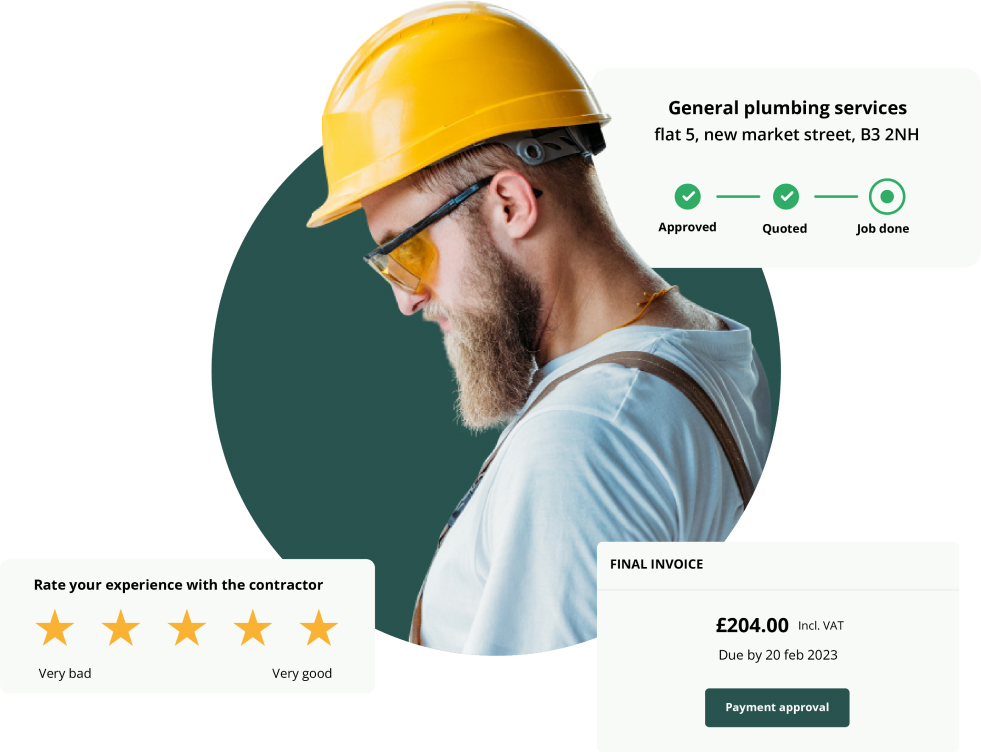 General plumbing services
flat 5, new market street, B3 2NH
Approved
Quoted
Job done
Rate your experience with the contractor
Very bad
Very good
FINAL INVOICE
£204.00 Incl. VAT
Due by 20 feb 2023
Payment approval